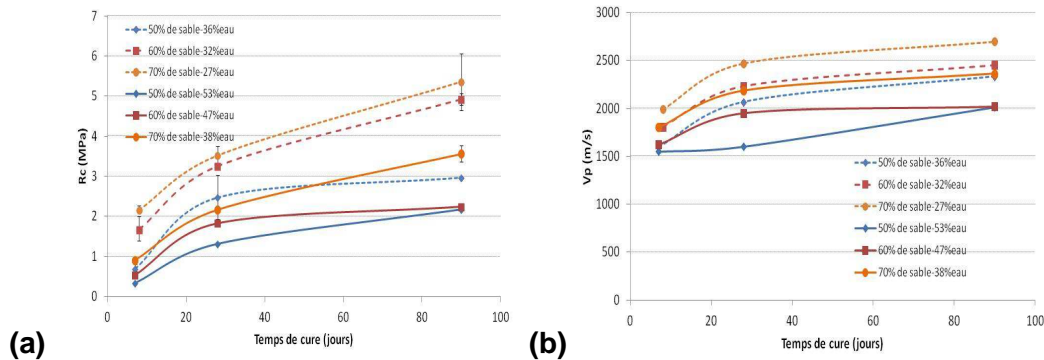 7
6
5
4
3
2
1
0
Rc (MPa)
50% de sable-36%eau
60% de sable-32%eau
70% de sable-27%eau
50% de sable-53%eau
60% de sable-47%eau
70% de sable-38%eau
0 20 40 60 80 100
Temps de cure (jours)
(a)
3000
2500
2000
1500
1000
500
0
Vp (m/s)
50% de sable-36%eau
60% de sable-32%eau
70% de sable-27%eau
50% de sable-53%eau
60% de sable-47%eau
70% de sable-38%eau
0 20 40 60 80 100
Temps de cure (jours)
(b)